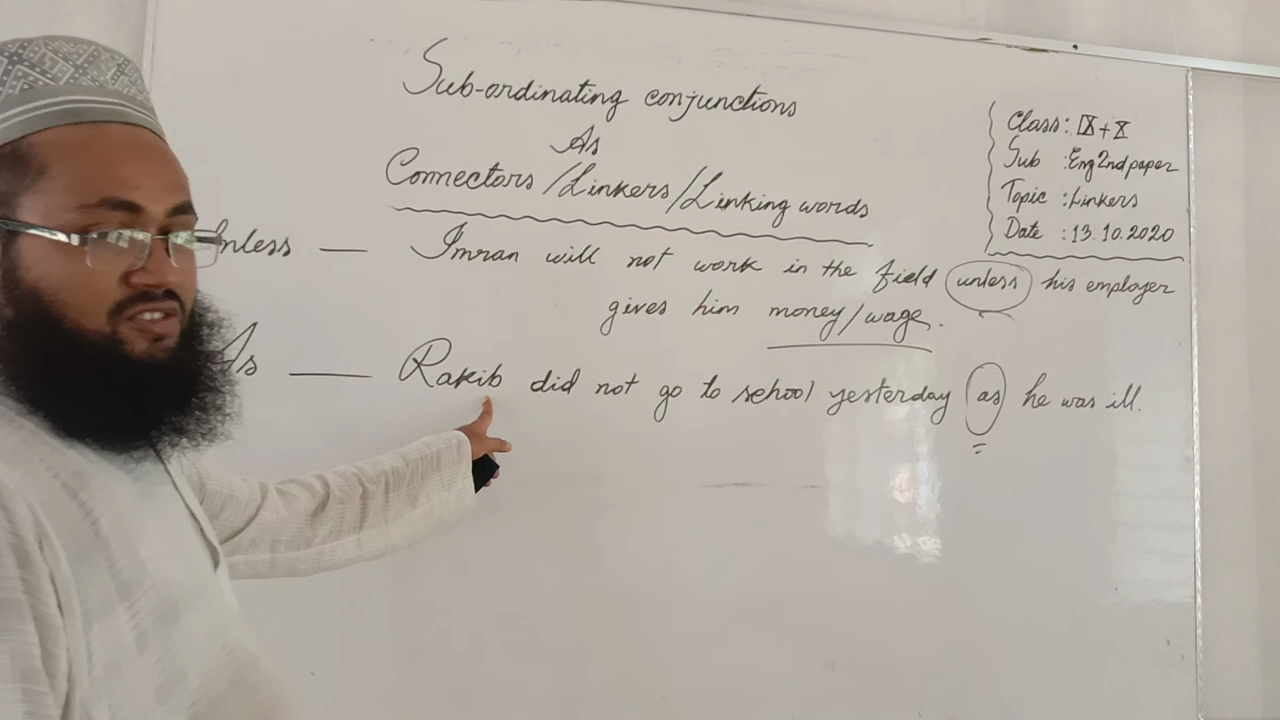 Sub-ordinating conjunctions
As
Connectors/Linkers/Linking words
Class: IX+X
Sub :Eng 2nd paper
Topic :Linkers
Date :13.10.2020
Imran will not work in the field unless his employer
gives him money/wage.
As — Rakib did not go to school yesterday as he was ill.